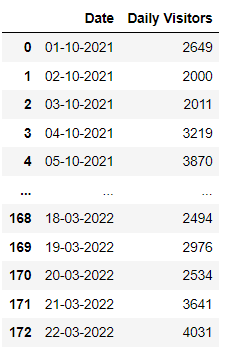 Date Daily Visitors
0 01-10-2021 2649
1 02-10-2021 2000
2 03-10-2021 2011
3 04-10-2021 3219
4 05-10-2021 3870
... ... ...
168 18-03-2022 2494
169 19-03-2022 2976
170 20-03-2022 2534
171 21-03-2022 3641
172 22-03-2022 4031